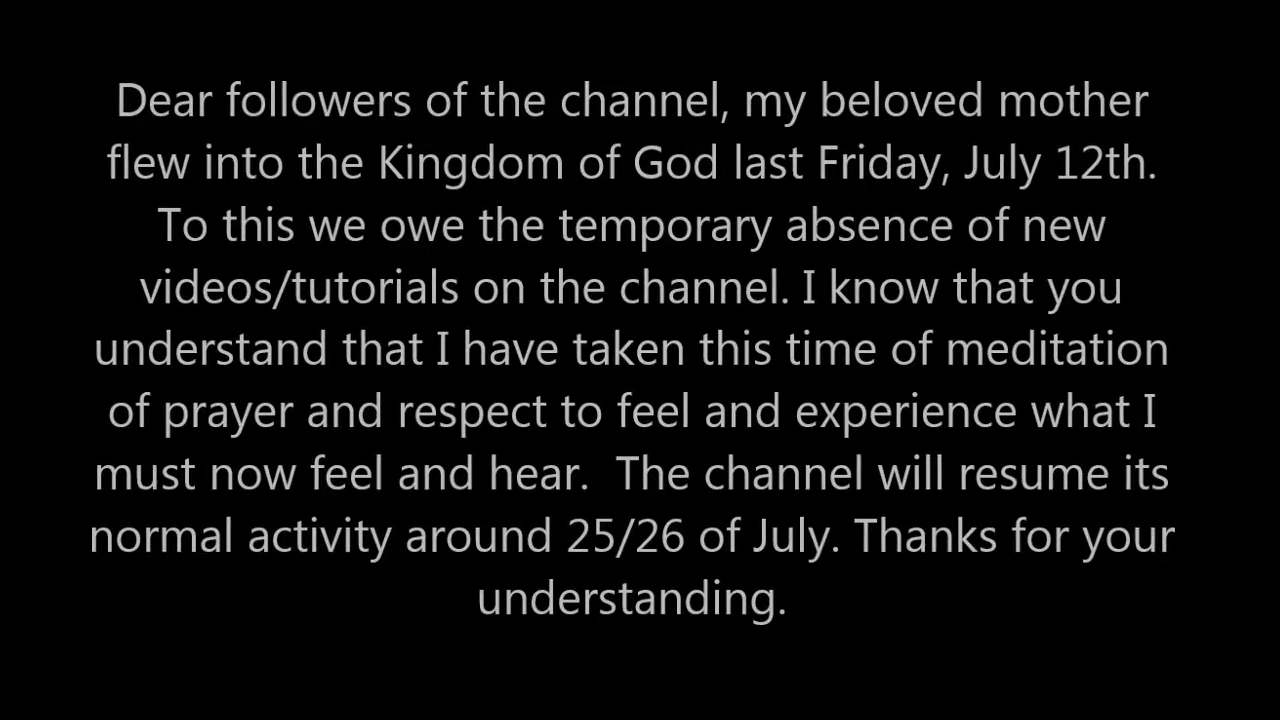 Dear followers of the channel, my beloved mother
flew into the Kingdom of God last Friday, July 12th.
To this we owe the temporary absence of new
videos/tutorials on the channel. I know that you
understand that I have taken this time of meditation
of prayer and respect to feel and experience what I
must now feel and hear.  The channel will resume its
normal activity around 25/26 of July. Thanks for your
understanding.